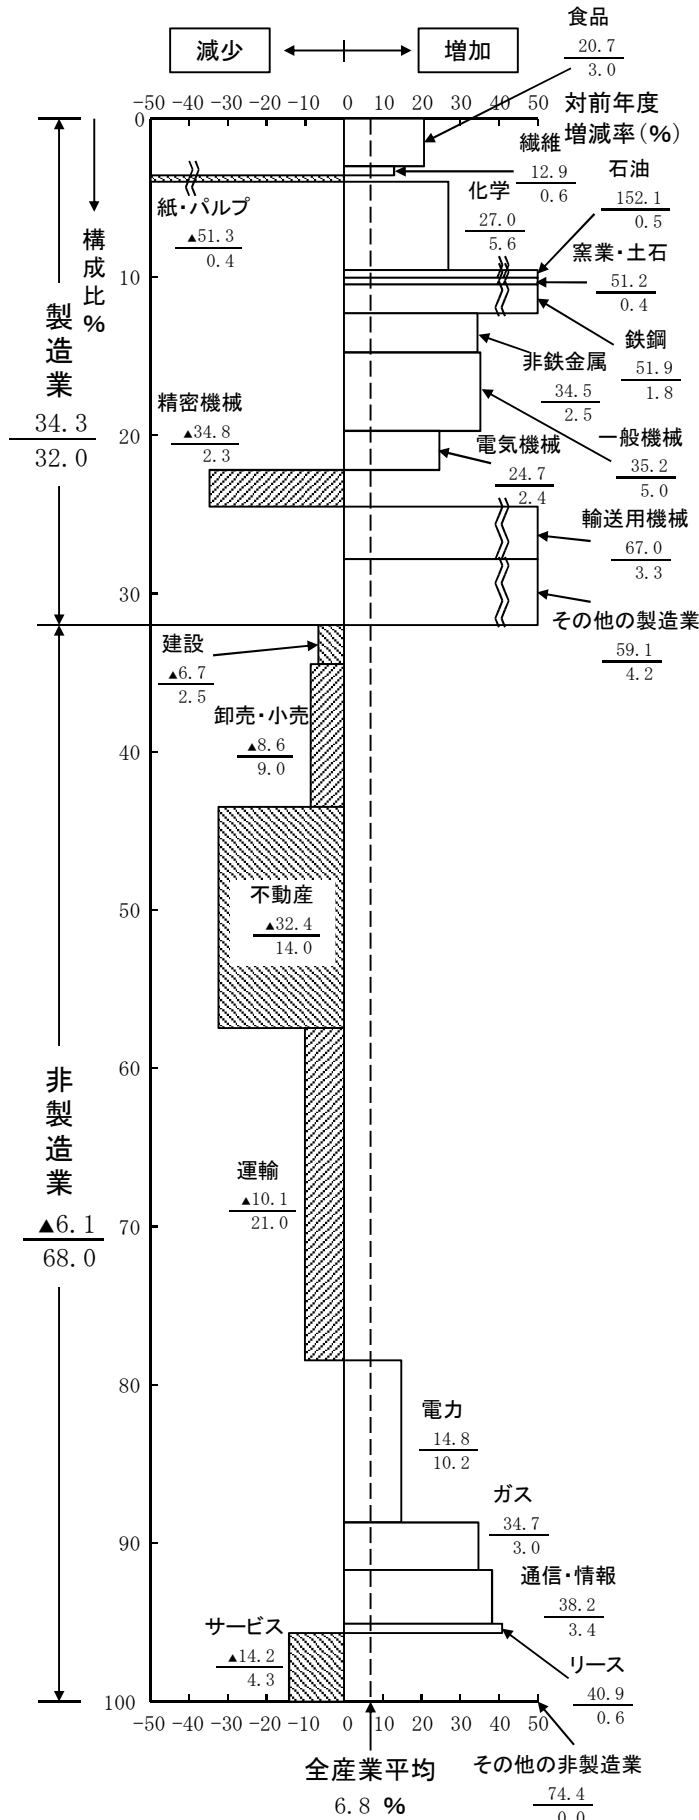 減少
増加
食品
20.7
3.0
-50 -40 -30 -20 -10 0 10 20 30 40 50
対前年度
増減率(%)
構成比%
0
10
20
30
40
50
60
70
80
90
100
製造業
34.3
32.0
非製造業
▲6.1
68.0
繊維
12.9
0.6
紙・パルプ
▲51.3
0.4
化学
27.0
5.6
石油
152.1
0.5
窯業・土石
51.2
0.4
鉄鋼
51.9
1.8
非鉄金属
34.5
2.5
一般機械
35.2
5.0
電気機械
24.7
2.4
精密機械
▲34.8
2.3
輸送用機械
67.0
3.3
その他の製造業
59.1
4.2
建設
▲6.7
2.5
卸売・小売
▲8.6
9.0
不動産
▲32.4
14.0
運輸
▲10.1
21.0
電力
14.8
10.2
ガス
34.7
3.0
通信・情報
38.2
3.4
リース
40.9
0.6
サービス
▲14.2
4.3
-50 -40 -30 -20 -10 0 10 20 30 40 50
全産業平均
6.8 %
その他の非製造業
74.4
0.0